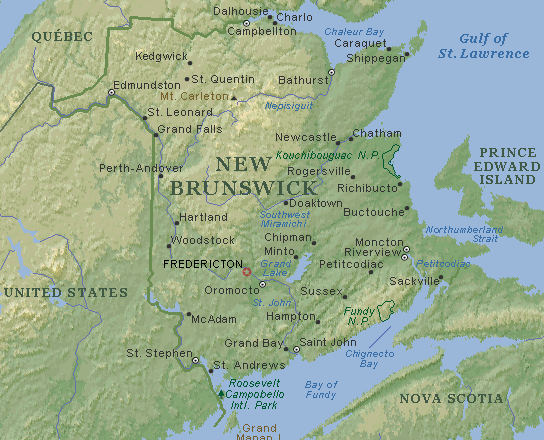 Dalhousie
Charlo
Campbellton
QUÉBEC
Chaleur Bay
Caraquet
Gulf of
St. Lawrence
Shippegan
Kedgwick
St. Quentin
Bathurst
Edmundston
Mt. Carleton
Nepisiguit
St. Leonard
Grand Falls
Newcastle
Chatham
Kouchibouguac N.P.
NEW
BRUNSWICK
PRINCE
EDWARD
ISLAND
Perth-Andover
Rogersville
Richibucto
Doaktown
Buctouche
Southwest
Miramichi
Hartland
Northumberland
Strait
Woodstock
Chipman
Moncton
Minto
Riverview
FREDERICTON
Grand
Lake
Petitcodiac
Petitcodiac
Sackville
UNITED STATES
Oromocto
St. John
Sussex
Fundy
N.P.
McAdam
Hampton
Grand Bay
Saint John
St. Stephen
Chignecto
Bay
St. Andrews
Roosevelt
Campobello
Intl. Park
Bay of
Fundy
NOVA SCOTIA
Grand
Manan I.